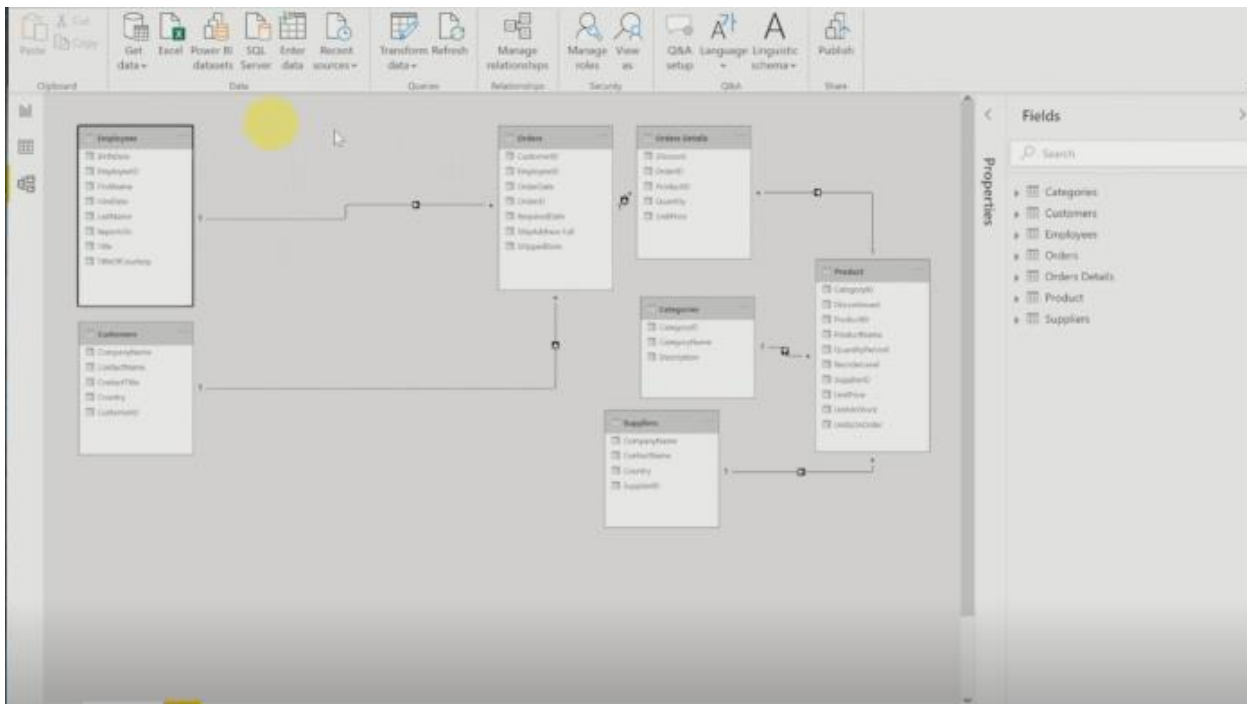 Paste
Cut
Copy
Get data
Excel
Power BI datasets
SQL Server
Enter data
Recent sources
Transform data
Refresh
Manage relationships
Manage roles
View as
Q&A setup
Language
Linguistic schema
Publish
Clipboard
Data
Queries
Relationships
Security
Q&A
Share
Employees
BirthDate
EmployeeID
FirstName
HireDate
LastName
ReportsTo
Title
TitleOfCourtesy
Customers
CompanyName
ContactName
ContactTitle
Country
CustomerID
Orders
CustomerID
EmployeeID
OrderDate
OrderID
RequiredDate
ShipAddress Full
ShippedDate
Orders Details
Discount
OrderID
ProductID
Quantity
UnitPrice
Categories
CategoryID
CategoryName
Description
Product
CategoryID
Discontinued
ProductID
ProductName
QuantityPerUnit
ReorderLevel
SupplierID
UnitPrice
UnitsInStock
UnitsOnOrder
Suppliers
CompanyName
ContactName
Country
SupplierID
Properties
Fields
Search
Categories
Customers
Employees
Orders
Orders Details
Product
Suppliers